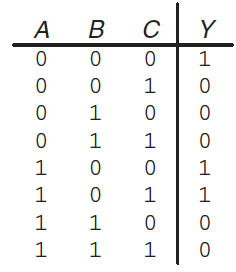 A B C Y
0 0 0 1
0 0 1 0
0 1 0 0
0 1 1 0
1 0 0 1
1 0 1 1
1 1 0 0
1 1 1 0